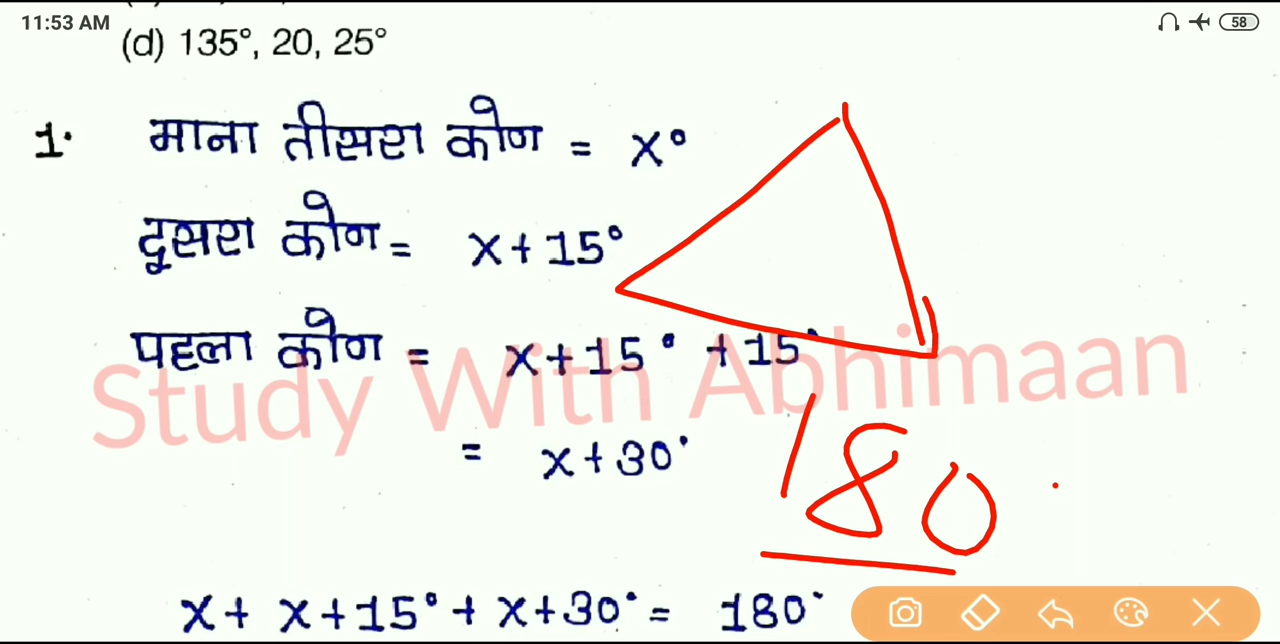 11:53 AM
58
(d) 135°, 20, 25°
1. माना तीसरा कोण = x°
दूसरा कोण = x + 15°
पहला कोण = x + 15° + 15°
Study With Abhimaan
= x + 30°
180
x + x + 15° + x + 30° = 180°